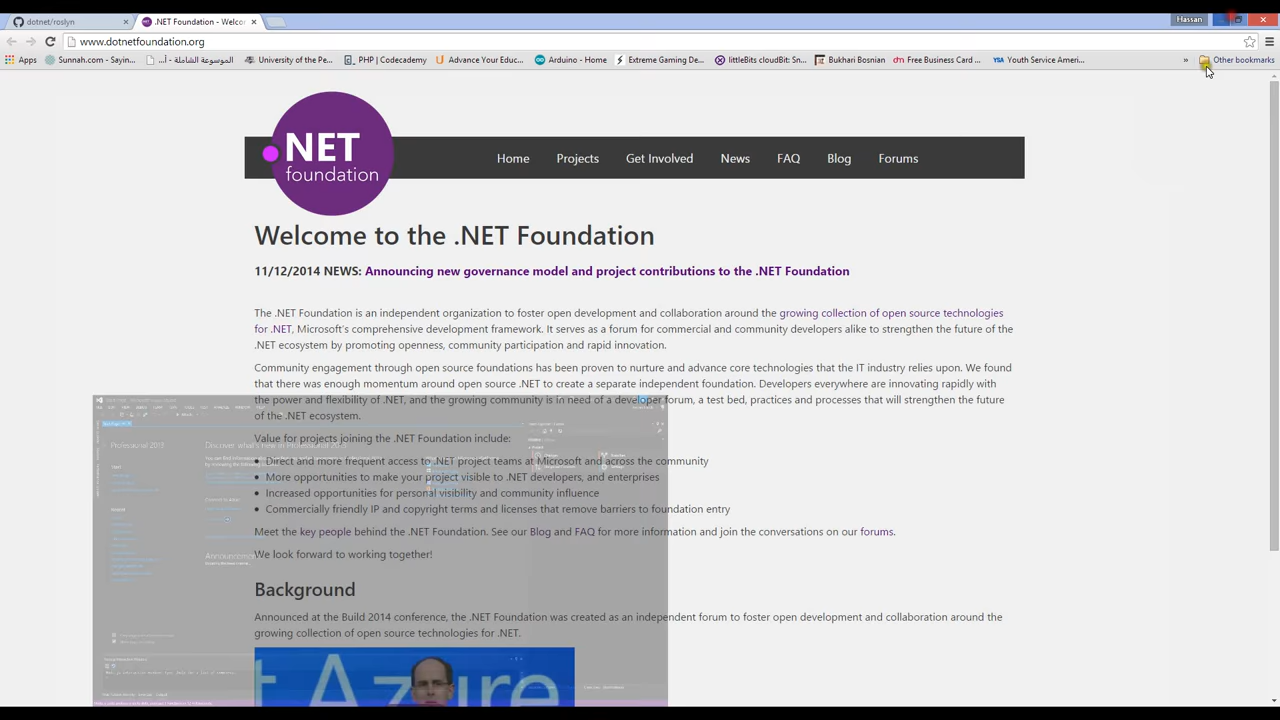 dotnet/roslyn
.NET Foundation - Welco
Hassan
www.dotnetfoundation.org
Apps
Sunnah.com - Sayin...
الموسوعة الشاملة - أ...
University of the Pe...
PHP | Codecademy
Advance Your Educ...
Arduino - Home
Extreme Gaming De...
littleBits cloudBit: Sn...
Bukhari Bosnian
Free Business Card ...
YSA Youth Service Ameri...
»
Other bookmarks
.NET
foundation
Home
Projects
Get Involved
News
FAQ
Blog
Forums
Welcome to the .NET Foundation
11/12/2014 NEWS: Announcing new governance model and project contributions to the .NET Foundation
The .NET Foundation is an independent organization to foster open development and collaboration around the growing collection of open source technologies
for .NET, Microsoft's comprehensive development framework. It serves as a forum for commercial and community developers alike to strengthen the future of the
.NET ecosystem by promoting openness, community participation and rapid innovation.
Community engagement through open source foundations has been proven to nurture and advance core technologies that the IT industry relies upon. We found
that there was enough momentum around open source .NET to create a separate independent foundation. Developers everywhere are innovating rapidly with
the power and flexibility of .NET, and the growing community is in need of a developer forum, a test bed, practices and processes that will strengthen the future
of the .NET ecosystem.
Value for projects joining the .NET Foundation include:
Professional 2015
Discover what's new in Professional 2015
• Direct and more frequent access to .NET project teams at Microsoft and across the community
• More opportunities to make your project visible to .NET developers, and enterprises
• Increased opportunities for personal visibility and community influence
• Commercially friendly IP and copyright terms and licenses that remove barriers to foundation entry
Meet the key people behind the .NET Foundation. See our Blog and FAQ for more information and join the conversations on our forums.
We look forward to working together!
Announcements
Background
Announced at the Build 2014 conference, the .NET Foundation was created as an independent forum to foster open development and collaboration around the
growing collection of open source technologies for .NET.
t Azure